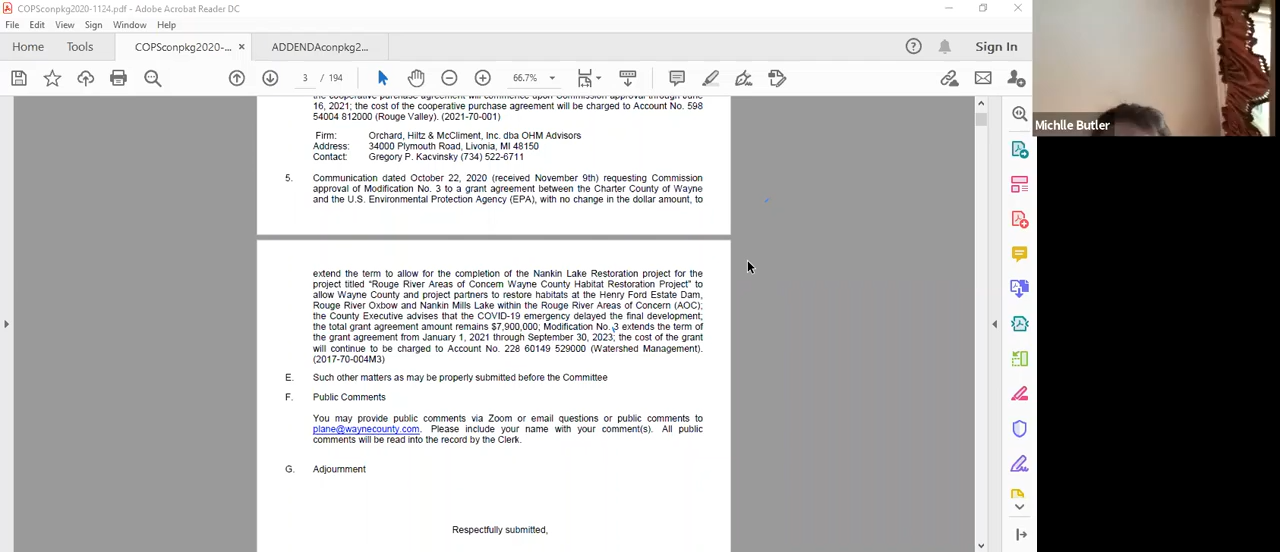 COPSconpkg2020-1124.pdf - Adobe Acrobat Reader DC
File Edit View Sign Window Help
Home Tools COPSconpkg2020-... × ADDENDAconpkg2... Sign In
3 / 194 66.7%
16, 2021; the cost of the cooperative purchase agreement will be charged to Account No. 598
54004 812000 (Rouge Valley). (2021-70-001)
Firm: Orchard, Hiltz & McCliment, Inc. dba OHM Advisors
Address: 34000 Plymouth Road, Livonia, MI 48150
Contact: Gregory P. Kacvinsky (734) 522-6711
5. Communication dated October 22, 2020 (received November 9th) requesting Commission
approval of Modification No. 3 to a grant agreement between the Charter County of Wayne
and the U.S. Environmental Protection Agency (EPA), with no change in the dollar amount, to
extend the term to allow for the completion of the Nankin Lake Restoration project for the
project titled “Rouge River Areas of Concern Wayne County Habitat Restoration Project” to
allow Wayne County and project partners to restore habitats at the Henry Ford Estate Dam,
Rouge River Oxbow and Nankin Mills Lake within the Rouge River Areas of Concern (AOC);
the County Executive advises that the COVID-19 emergency delayed the final development;
the total grant agreement amount remains $7,900,000; Modification No. 3 extends the term of
the grant agreement from January 1, 2021 through September 30, 2023; the cost of the grant
will continue to be charged to Account No. 228 60149 529000 (Watershed Management).
(2017-70-004M3)
E. Such other matters as may be properly submitted before the Committee
F. Public Comments
You may provide public comments via Zoom or email questions or public comments to
plane@waynecounty.com. Please include your name with your comment(s). All public
comments will be read into the record by the Clerk.
G. Adjournment
Respectfully submitted,
Michlle Butler